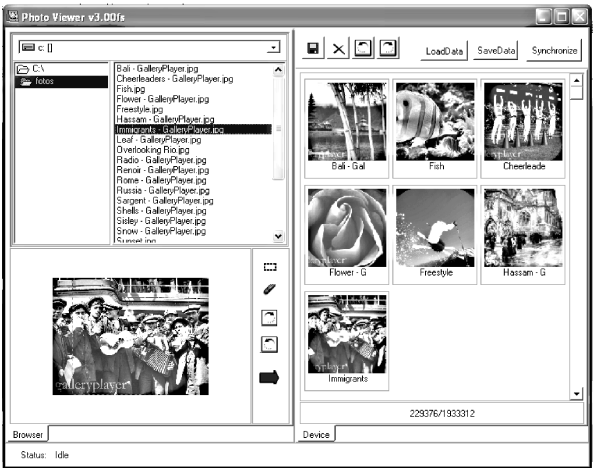 Photo Viewer v3.00fs
c: []
C:\
fotos
Bali - GalleryPlayer.jpg
Cheerleaders - GalleryPlayer.jpg
Fish.jpg
Flower - GalleryPlayer.jpg
Freestyle.jpg
Hassam - GalleryPlayer.jpg
Immigrants - GalleryPlayer.jpg
Leaf - GalleryPlayer.jpg
Overlooking Rio.jpg
Radio - GalleryPlayer.jpg
Renoir - GalleryPlayer.jpg
Rome - GalleryPlayer.jpg
Russia - GalleryPlayer.jpg
Sargent - GalleryPlayer.jpg
Shells - GalleryPlayer.jpg
Sisley - GalleryPlayer.jpg
Snow - GalleryPlayer.jpg
Sunset.jpg
galleryplayer
Browser
LoadData SaveData Synchronize
Bali - Gal Fish Cheerleade
Flower - G Freestyle Hassam - G
Immigrants
229376/1933312
Device
Status: Idle